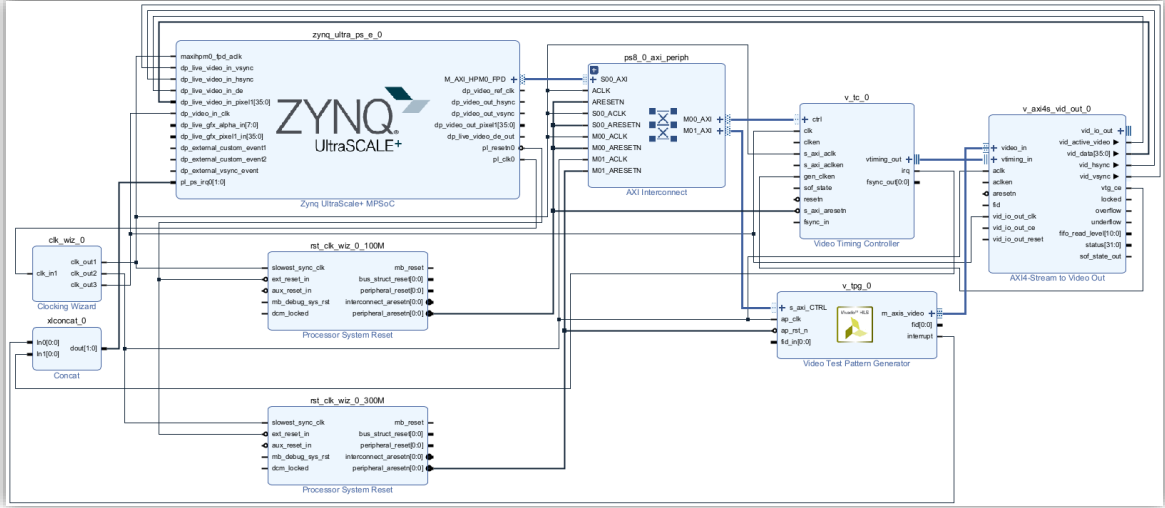 zynq_ultra_ps_e_0
maxihpm0_fpd_aclk
dp_live_video_in_vsync
dp_live_video_in_hsync
dp_live_video_in_de
dp_live_video_in_pixel1[35:0]
dp_video_in_clk
dp_live_gfx_alpha_in[7:0]
dp_live_gfx_pixel1_in[35:0]
dp_external_custom_event1
dp_external_custom_event2
dp_external_vsync_event
pl_ps_irq0[1:0]
ZYNQ
UltraSCALE+
M_AXI_HPM0_FPD
dp_video_ref_clk
dp_video_out_hsync
dp_video_out_vsync
dp_video_out_pixel1[35:0]
dp_live_video_de_out
pl_resetn0
pl_clk0
Zynq UltraScale+ MPSoC
ps8_0_axi_periph
S00_AXI
ACLK
ARESETN
S00_ACLK
S00_ARESETN
M00_ACLK
M00_ARESETN
M01_ACLK
M01_ARESETN
M00_AXI
M01_AXI
AXI Interconnect
v_tc_0
ctrl
clk
clken
s_axi_aclk
s_axi_aclken
gen_clken
sof_state
resetn
s_axi_aresetn
fsync_in
vtiming_out
irq
fsync_out[0:0]
Video Timing Controller
v_axi4s_vid_out_0
video_in
vtiming_in
aclk
aclken
aresetn
fid
vid_io_out_clk
vid_io_out_ce
vid_io_out_reset
vid_io_out
vid_active_video
vid_data[35:0]
vid_hsync
vid_vsync
vtg_ce
locked
overflow
underflow
fifo_read_level[10:0]
status[31:0]
sof_state_out
AXI4-Stream to Video Out
clk_wiz_0
clk_in1
clk_out1
clk_out2
clk_out3
Clocking Wizard
rst_clk_wiz_0_100M
slowest_sync_clk
ext_reset_in
aux_reset_in
mb_debug_sys_rst
dcm_locked
mb_reset
bus_struct_reset[0:0]
peripheral_reset[0:0]
interconnect_aresetn[0:0]
peripheral_aresetn[0:0]
Processor System Reset
v_tpg_0
s_axi_CTRL
ap_clk
ap_rst_n
fid_in[0:0]
m_axis_video
fid[0:0]
interrupt
Video Test Pattern Generator
xlconcat_0
In0[0:0]
In1[0:0]
dout[1:0]
Concat
rst_clk_wiz_0_300M
slowest_sync_clk
ext_reset_in
aux_reset_in
mb_debug_sys_rst
dcm_locked
mb_reset
bus_struct_reset[0:0]
peripheral_reset[0:0]
interconnect_aresetn[0:0]
peripheral_aresetn[0:0]
Processor System Reset